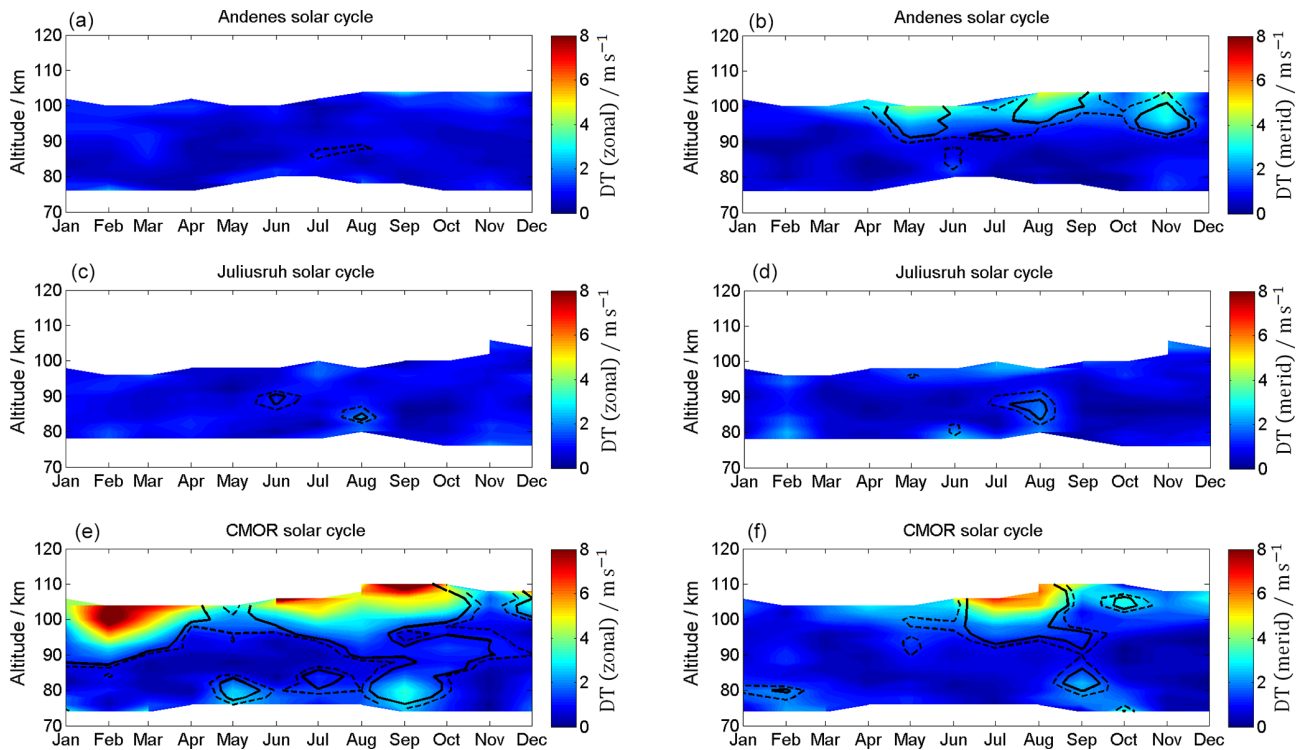 (a) Andenes solar cycle
120
110
100
90
80
70
Altitude / km
Jan Feb Mar Apr May Jun Jul Aug Sep Oct Nov Dec
8
6
4
2
0
DT (zonal) / m s⁻¹
(b) Andenes solar cycle
120
110
100
90
80
70
Altitude / km
Jan Feb Mar Apr May Jun Jul Aug Sep Oct Nov Dec
8
6
4
2
0
DT (merid) / m s⁻¹
(c) Juliusruh solar cycle
120
110
100
90
80
70
Altitude / km
Jan Feb Mar Apr May Jun Jul Aug Sep Oct Nov Dec
8
6
4
2
0
DT (zonal) / m s⁻¹
(d) Juliusruh solar cycle
120
110
100
90
80
70
Altitude / km
Jan Feb Mar Apr May Jun Jul Aug Sep Oct Nov Dec
8
6
4
2
0
DT (merid) / m s⁻¹
(e) CMOR solar cycle
120
110
100
90
80
70
Altitude / km
Jan Feb Mar Apr May Jun Jul Aug Sep Oct Nov Dec
8
6
4
2
0
DT (zonal) / m s⁻¹
(f) CMOR solar cycle
120
110
100
90
80
70
Altitude / km
Jan Feb Mar Apr May Jun Jul Aug Sep Oct Nov Dec
8
6
4
2
0
DT (merid) / m s⁻¹